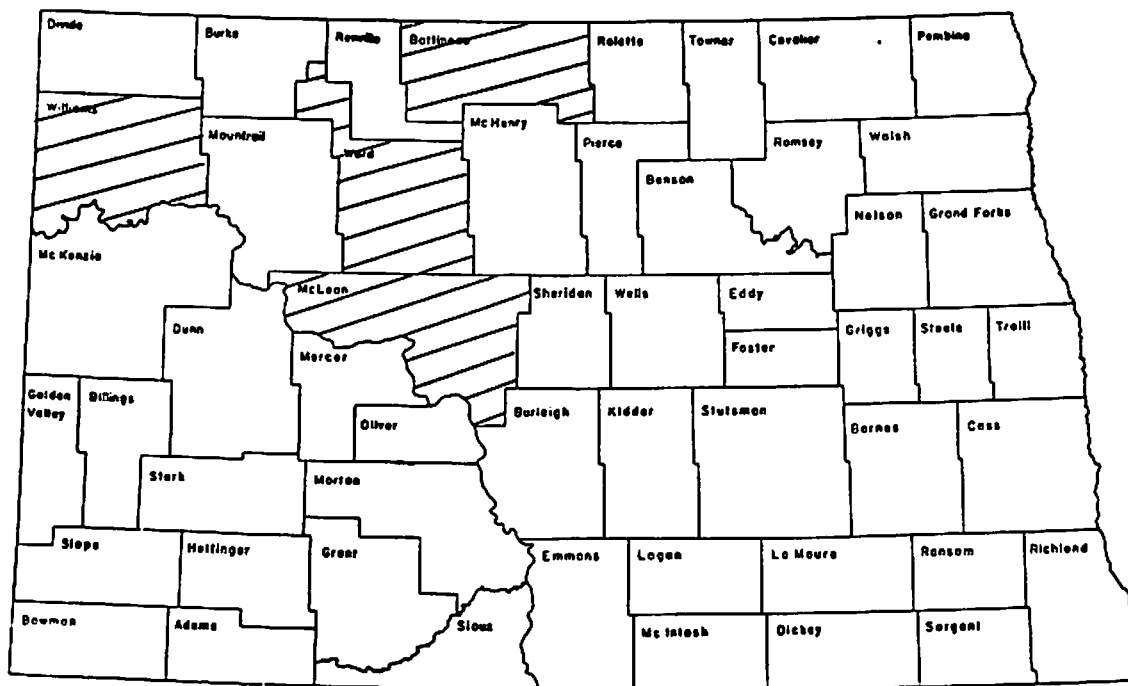 Divide
Burke
Renville
Bottineau
Rolette
Towner
Cavalier
Pembina
Williams
Mountrail
Ward
McHenry
Pierce
Ramsey
Walsh
Benson
Nelson
Grand Forks
McKenzie
McLean
Sheridan
Wells
Eddy
Dunn
Mercer
Foster
Griggs
Steele
Traill
Golden
Valley
Billings
Oliver
Burleigh
Kidder
Stutsman
Barnes
Cass
Stark
Morton
Slope
Hettinger
Grant
Emmons
Logan
La Moure
Ransom
Richland
Bowman
Adams
Sioux
Mc Intosh
Dickey
Sargent